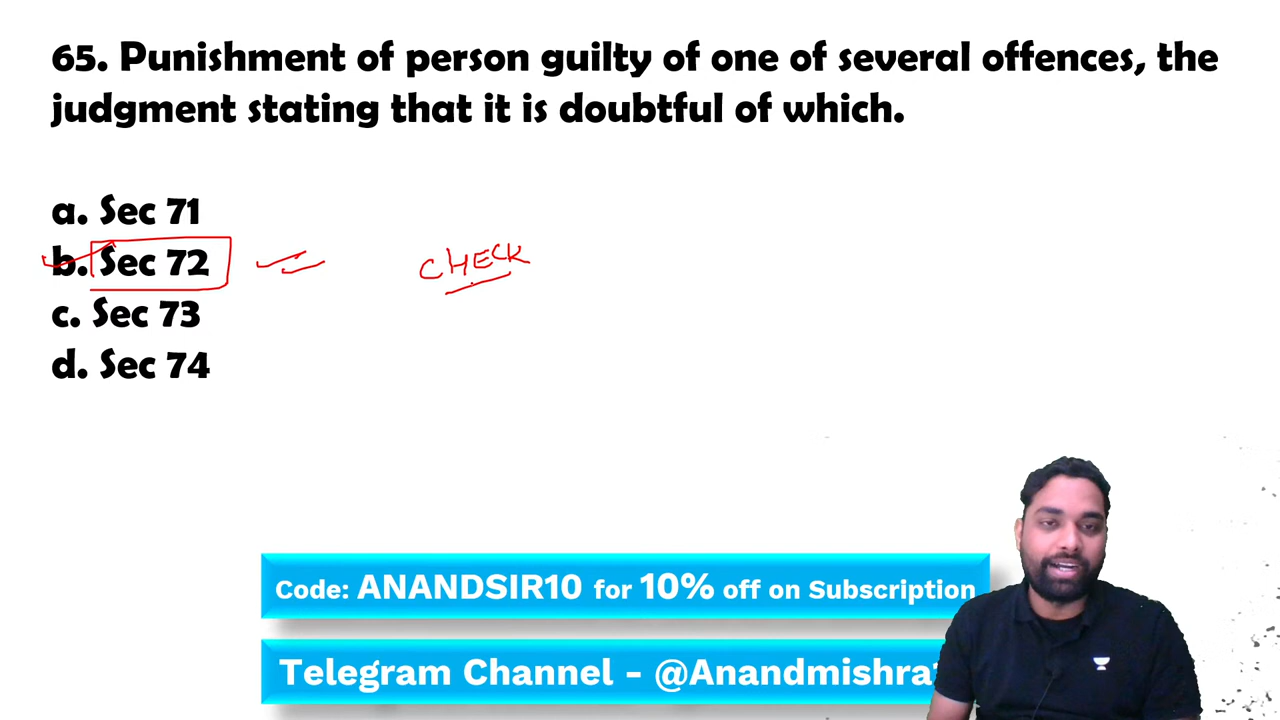 65. Punishment of person guilty of one of several offences, the
judgment stating that it is doubtful of which.
a. Sec 71
b. Sec 72
CHECK
c. Sec 73
d. Sec 74
Code: ANANDSIR10 for 10% off on Subscription
Telegram Channel - @Anandmishra